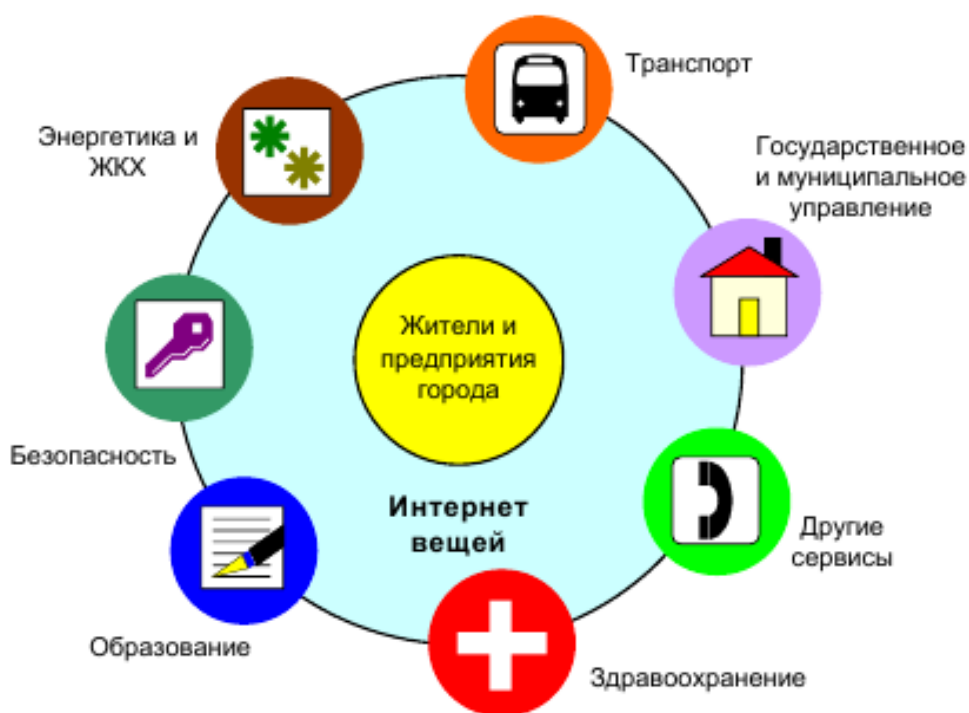 Транспорт
Энергетика и
ЖКХ
Государственное
и муниципальное
управление
Жители и
предприятия
города
Безопасность
Интернет
вещей
Другие
сервисы
Образование
Здравоохранение